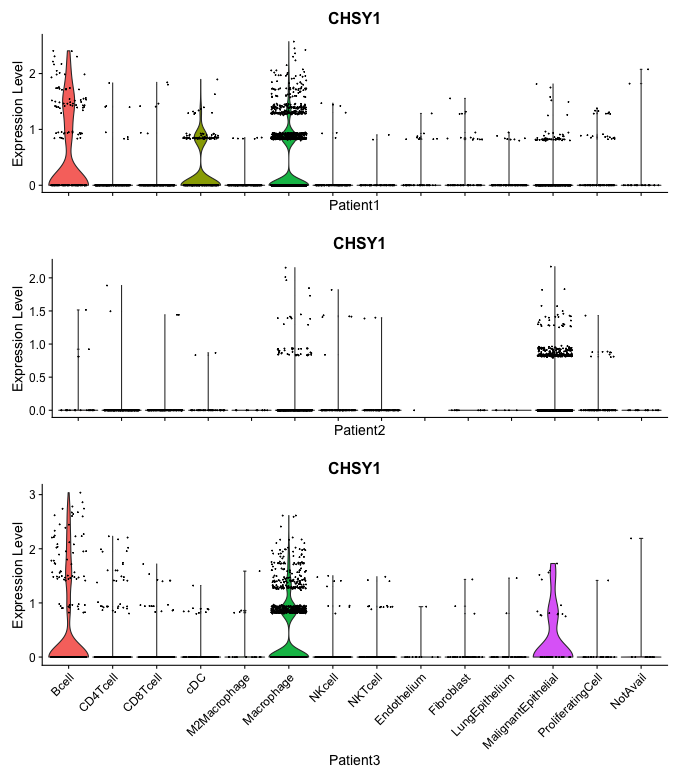 CHSY1
Expression Level
2
1
0
Patient1
CHSY1
Expression Level
2.0
1.5
1.0
0.5
0.0
Patient2
CHSY1
Expression Level
3
2
1
0
Bcell
CD4Tcell
CD8Tcell
cDC
M2Macrophage
Macrophage
NKcell
NKTcell
Endothelium
Fibroblast
LungEpithelium
MalignantEpithelial
ProliferatingCell
NotAvail
Patient3